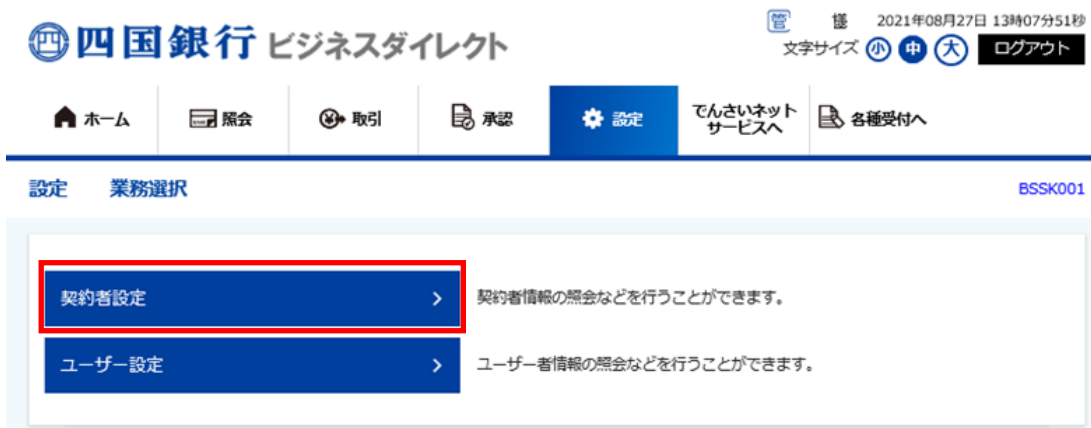 四国銀行 ビジネスダイレクト
管 様 2021年08月27日 13時07分51秒
文字サイズ 小 中 大 ログアウト
ホーム 照会 取引 承認 設定 でんさいネット
サービスへ 各種受付へ
設定 業務選択 BSSK001
契約者設定 契約者情報の照会などを行うことができます。
ユーザー設定 ユーザー者情報の照会などを行うことができます。